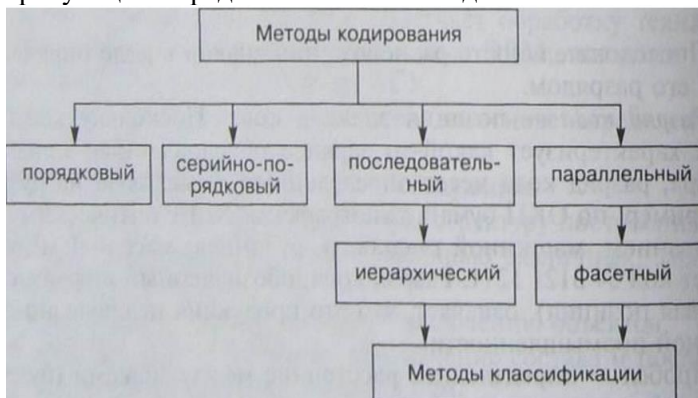 Методы кодирования
порядковый
серийно-по-
рядковый
последователь-
ный
параллельный
иерархический
фасетный
Методы классификации